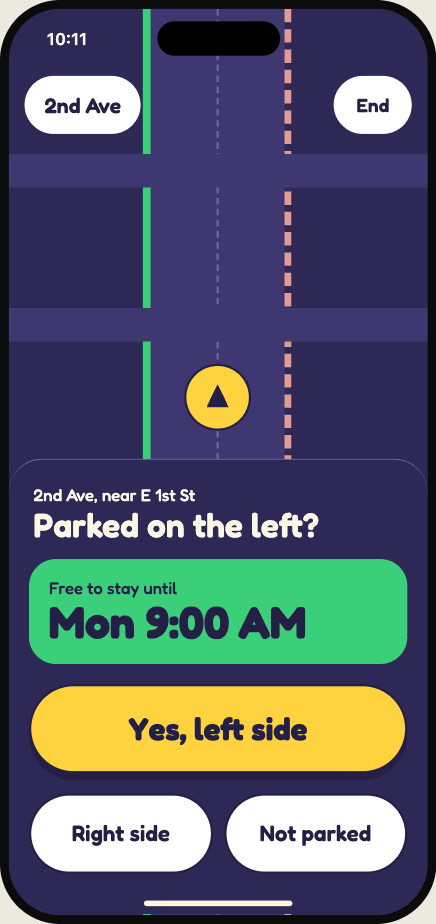 10:11
2nd Ave
End
2nd Ave, near E 1st St
Parked on the left?
Free to stay until
Mon 9:00 AM
Yes, left side
Right side
Not parked